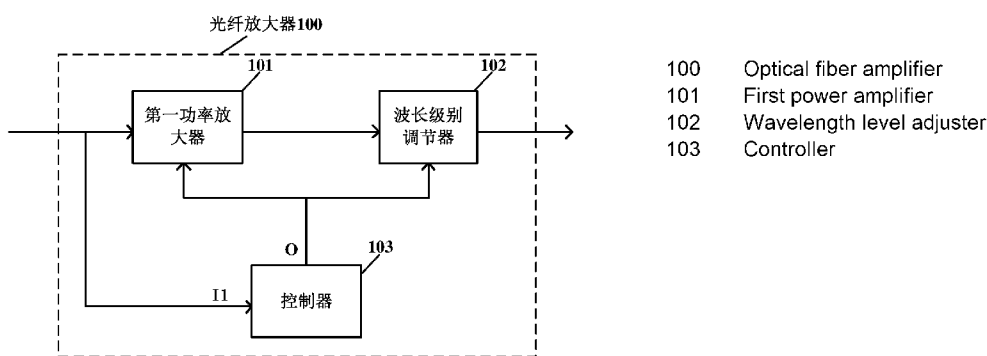 光纤放大器100
101
第一功率放
大器
102
波长级别
调节器
O
103
I1
控制器
100 Optical fiber amplifier
101 First power amplifier
102 Wavelength level adjuster
103 Controller